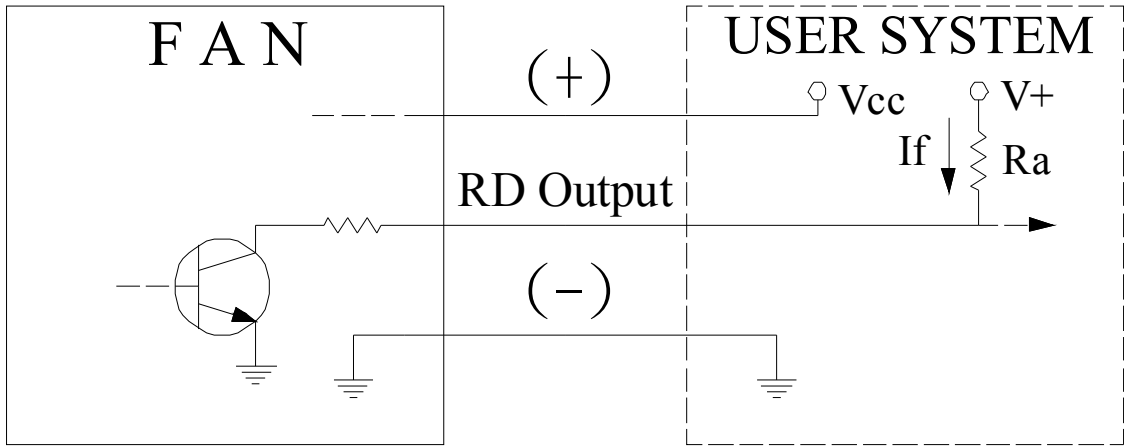 F A N
USER SYSTEM
(+)
Vcc
V+
If
Ra
RD Output
(-)